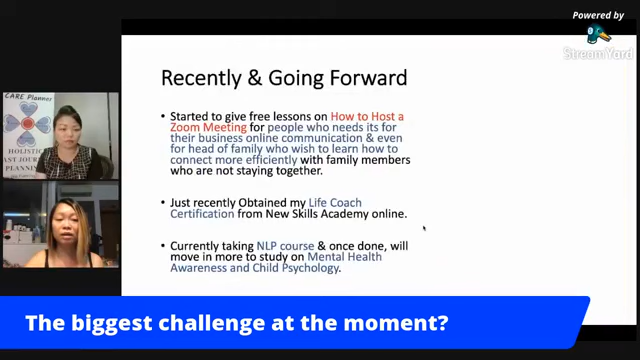 Powered by
StreamYard
CARE Planner
HOLISTIC
PLANNING
Recently & Going Forward
• Started to give free lessons on How to Host a
Zoom Meeting for people who needs its for
their business online communication & even
for head of family who wish to learn how to
connect more efficiently with family members
who are not staying together.
• Just recently Obtained my Life Coach
Certification from New Skills Academy online.
• Currently taking NLP course & once done, will
move in more to study on Mental Health
Awareness and Child Psychology.
The biggest challenge at the moment?